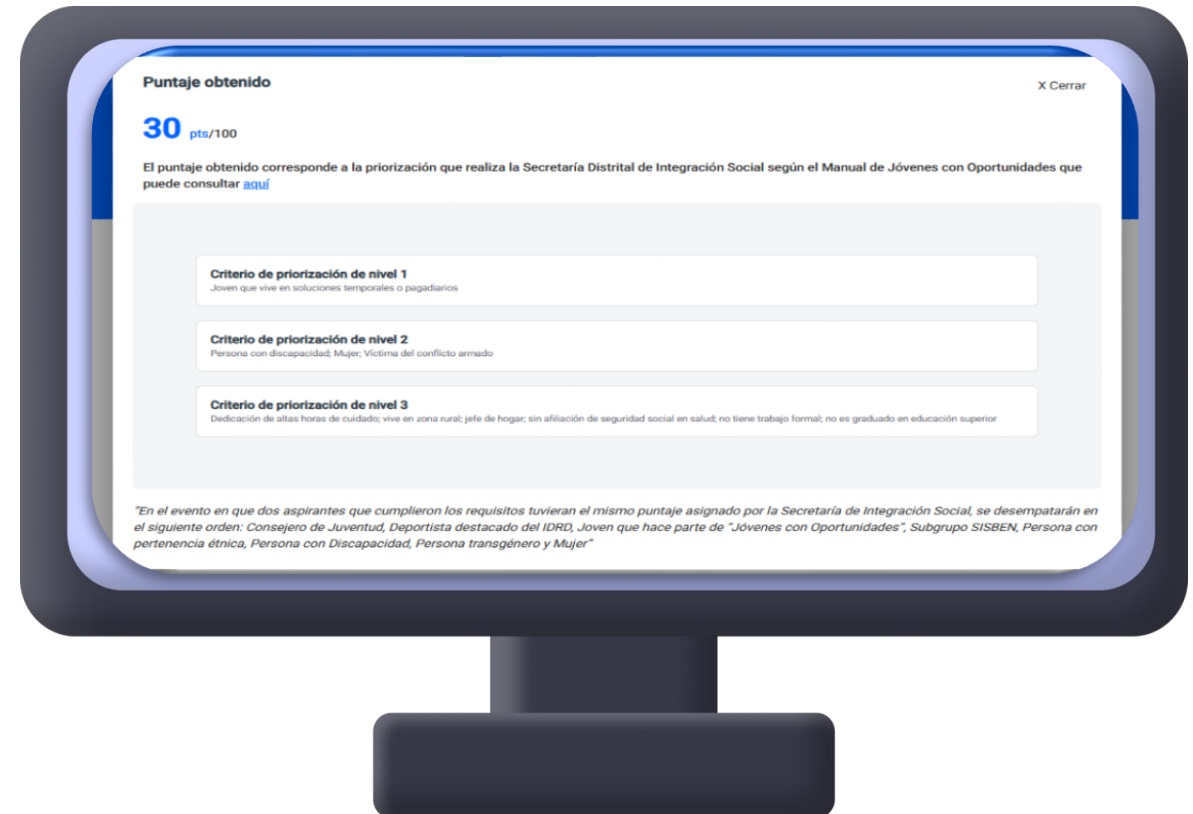 Puntaje obtenido
X Cerrar
30 pts/100
El puntaje obtenido corresponde a la priorización que realiza la Secretaría Distrital de Integración Social según el Manual de Jóvenes con Oportunidades que
puede consultar aquí
Criterio de priorización de nivel 1
Joven que vive en soluciones temporales o pagadiarios
Criterio de priorización de nivel 2
Persona con discapacidad; Mujer; Víctima del conflicto armado
Criterio de priorización de nivel 3
Dedicación de altas horas de cuidado; vive en zona rural; jefe de hogar; sin afiliación de seguridad social en salud; no tiene trabajo formal; no es graduado en educación superior
"En el evento en que dos aspirantes que cumplieron los requisitos tuvieran el mismo puntaje asignado por la Secretaría de Integración Social, se desempatarán en
el siguiente orden: Consejero de Juventud, Deportista destacado del IDRD, Joven que hace parte de "Jóvenes con Oportunidades", Subgrupo SISBEN, Persona con
pertenencia étnica, Persona con Discapacidad, Persona transgénero y Mujer"